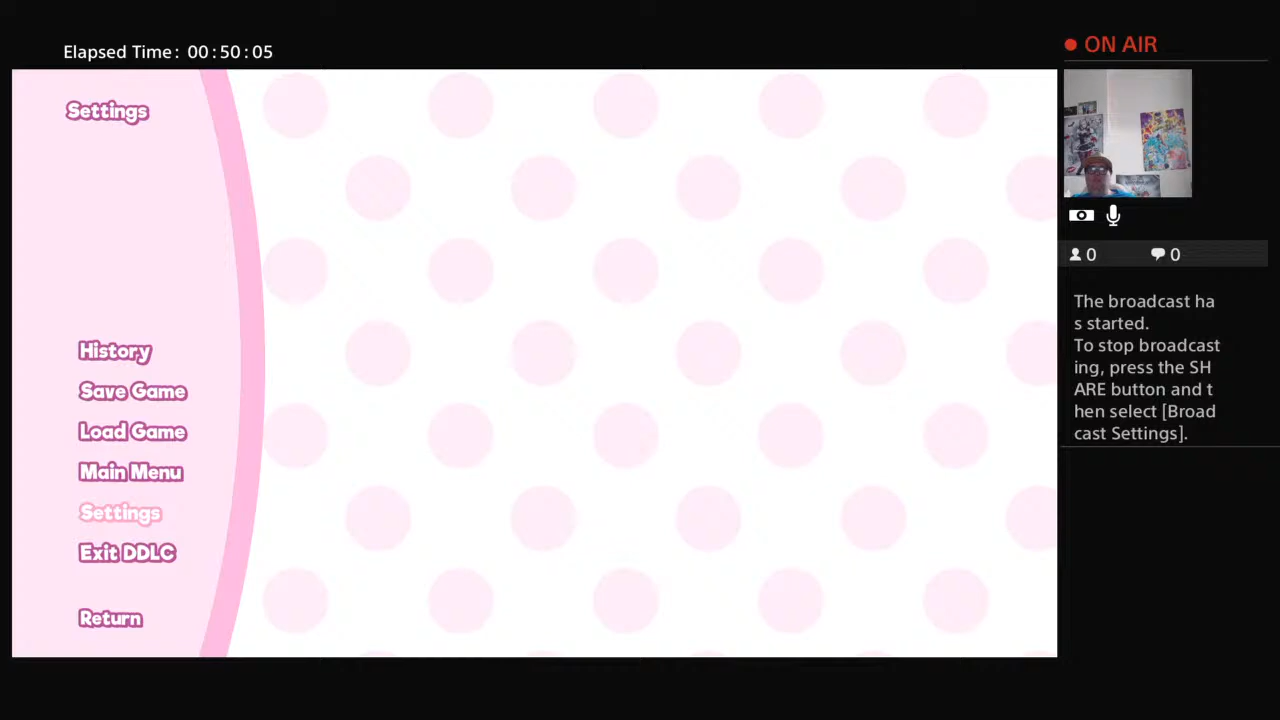 Elapsed Time: 00:50:05
ON AIR
Settings
0
0
The broadcast ha
s started.
To stop broadcast
ing, press the SH
ARE button and t
hen select [Broad
cast Settings].
History
Save Game
Load Game
Main Menu
Settings
Exit DDLC
Return